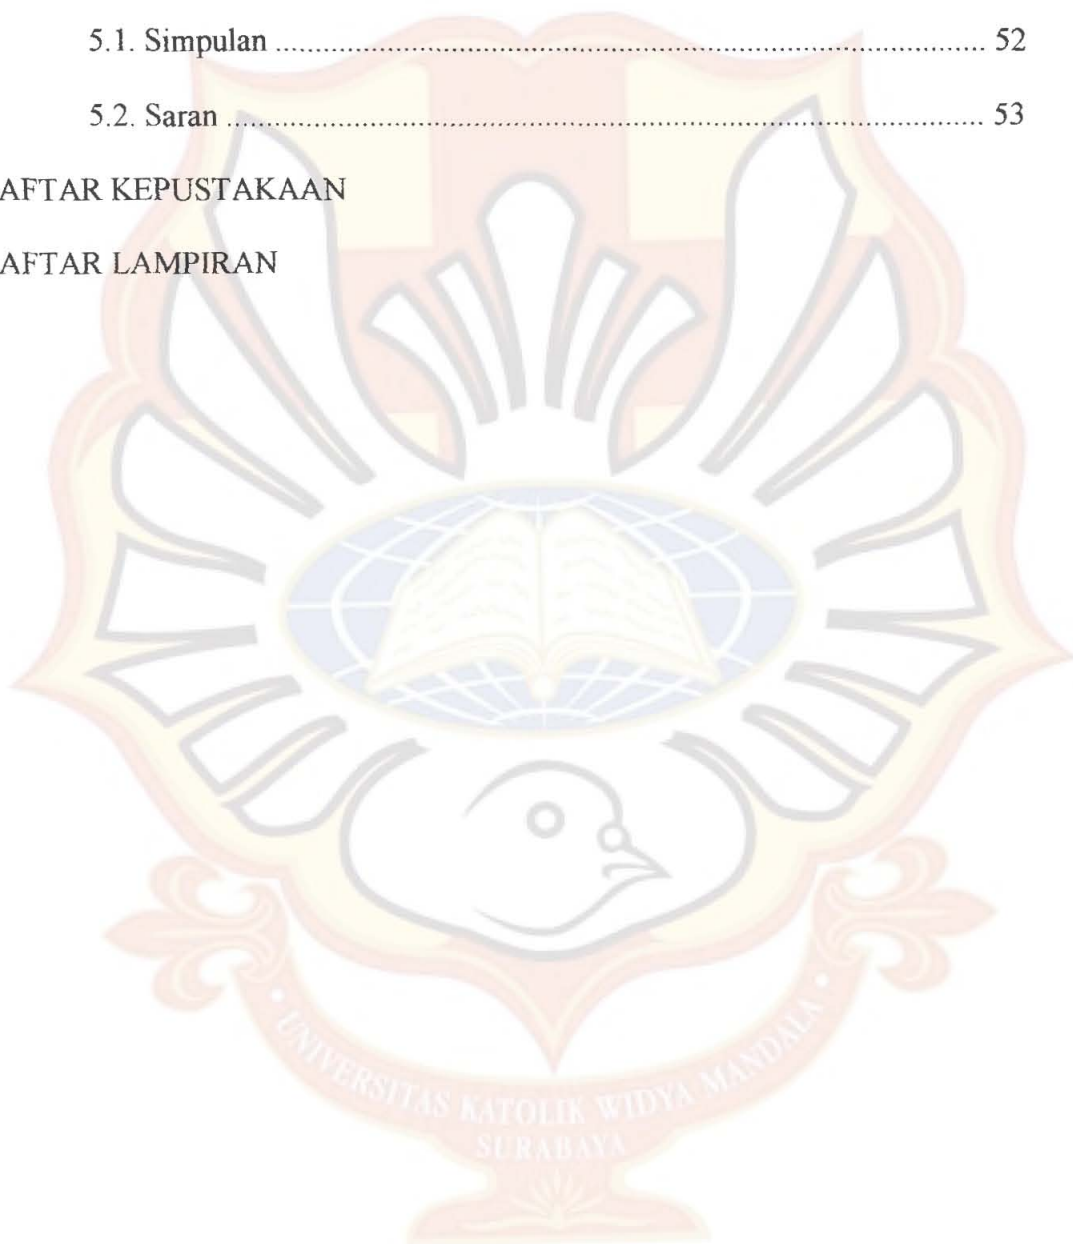 5.1. Simpulan ........................................................................ 52
5.2. Saran ............................................................................. 53
AFTAR KEPUSTAKAAN
AFTAR LAMPIRAN
UNIVERSITAS KATOLIK WIDYA MANDALA
SURABAYA